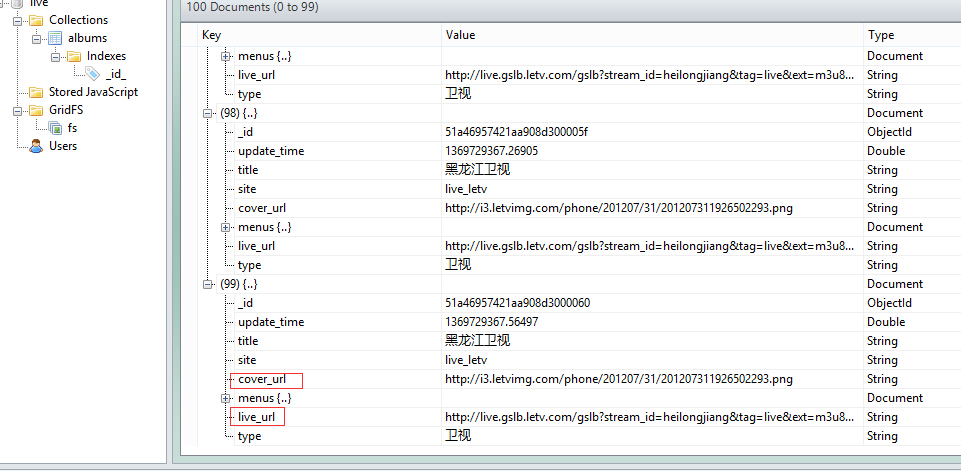 live
Collections
albums
Indexes
_id_
Stored JavaScript
GridFS
fs
Users
100 Documents (0 to 99)
Key Value Type
menus {..} Document
live_url http://live.gslb.letv.com/gslb?stream_id=heilongjiang&tag=live&ext=m3u8... String
type 卫视 String
(98) {..} Document
_id 51a46957421aa908d300005f ObjectId
update_time 1369729367.26905 Double
title 黑龙江卫视 String
site live_letv String
cover_url http://i3.letvimg.com/phone/201207/31/201207311926502293.png String
menus {..} Document
live_url http://live.gslb.letv.com/gslb?stream_id=heilongjiang&tag=live&ext=m3u8... String
type 卫视 String
(99) {..} Document
_id 51a46957421aa908d3000060 ObjectId
update_time 1369729367.56497 Double
title 黑龙江卫视 String
site live_letv String
cover_url http://i3.letvimg.com/phone/201207/31/201207311926502293.png String
menus {..} Document
live_url http://live.gslb.letv.com/gslb?stream_id=heilongjiang&tag=live&ext=m3u8... String
type 卫视 String